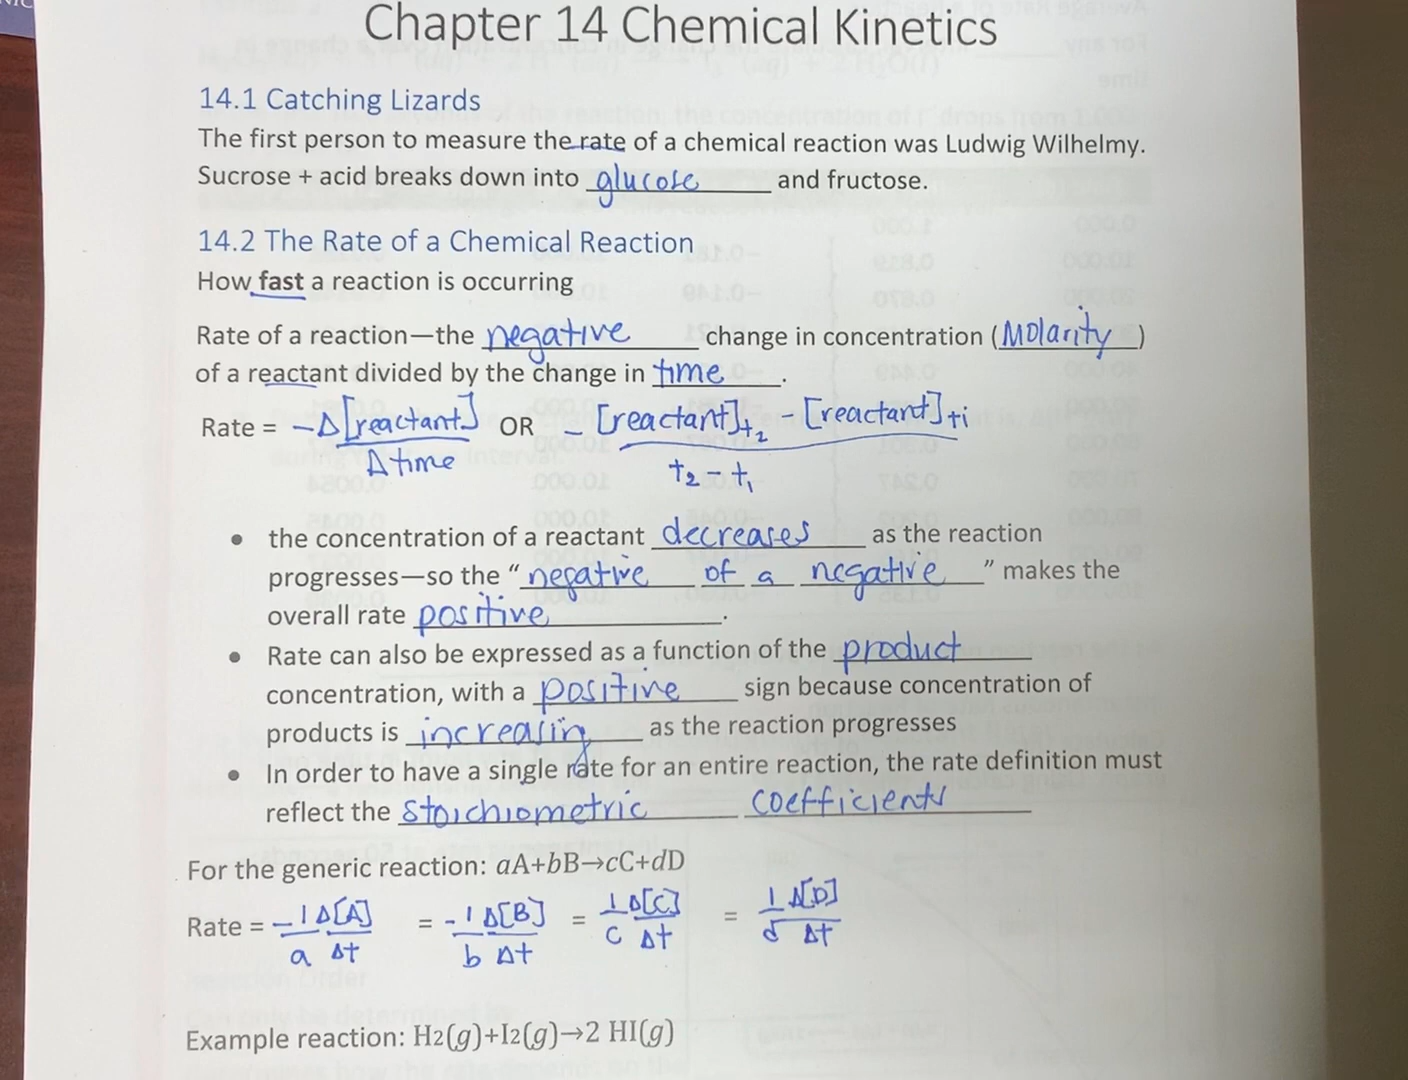 Chapter 14 Chemical Kinetics
14.1 Catching Lizards
The first person to measure the rate of a chemical reaction was Ludwig Wilhelmy.
Sucrose + acid breaks down into glucose and fructose.
14.2 The Rate of a Chemical Reaction
How fast a reaction is occurring
Rate of a reaction—the negative change in concentration (Molarity)
of a reactant divided by the change in time.
Rate = -Δ[reactant]/Δtime OR - [reactant]t2 - [reactant]ti / t2 - t1
• the concentration of a reactant decreases as the reaction
progresses—so the "negative of a negative" makes the
overall rate positive.
• Rate can also be expressed as a function of the product
concentration, with a positive sign because concentration of
products is increasing as the reaction progresses
• In order to have a single rate for an entire reaction, the rate definition must
reflect the stoichiometric coefficients
For the generic reaction: aA+bB→cC+dD
Rate = -1/a Δ[A]/Δt = -1/b Δ[B]/Δt = 1/c Δ[C]/Δt = 1/d Δ[D]/Δt
Example reaction: H2(g)+I2(g)→2 HI(g)